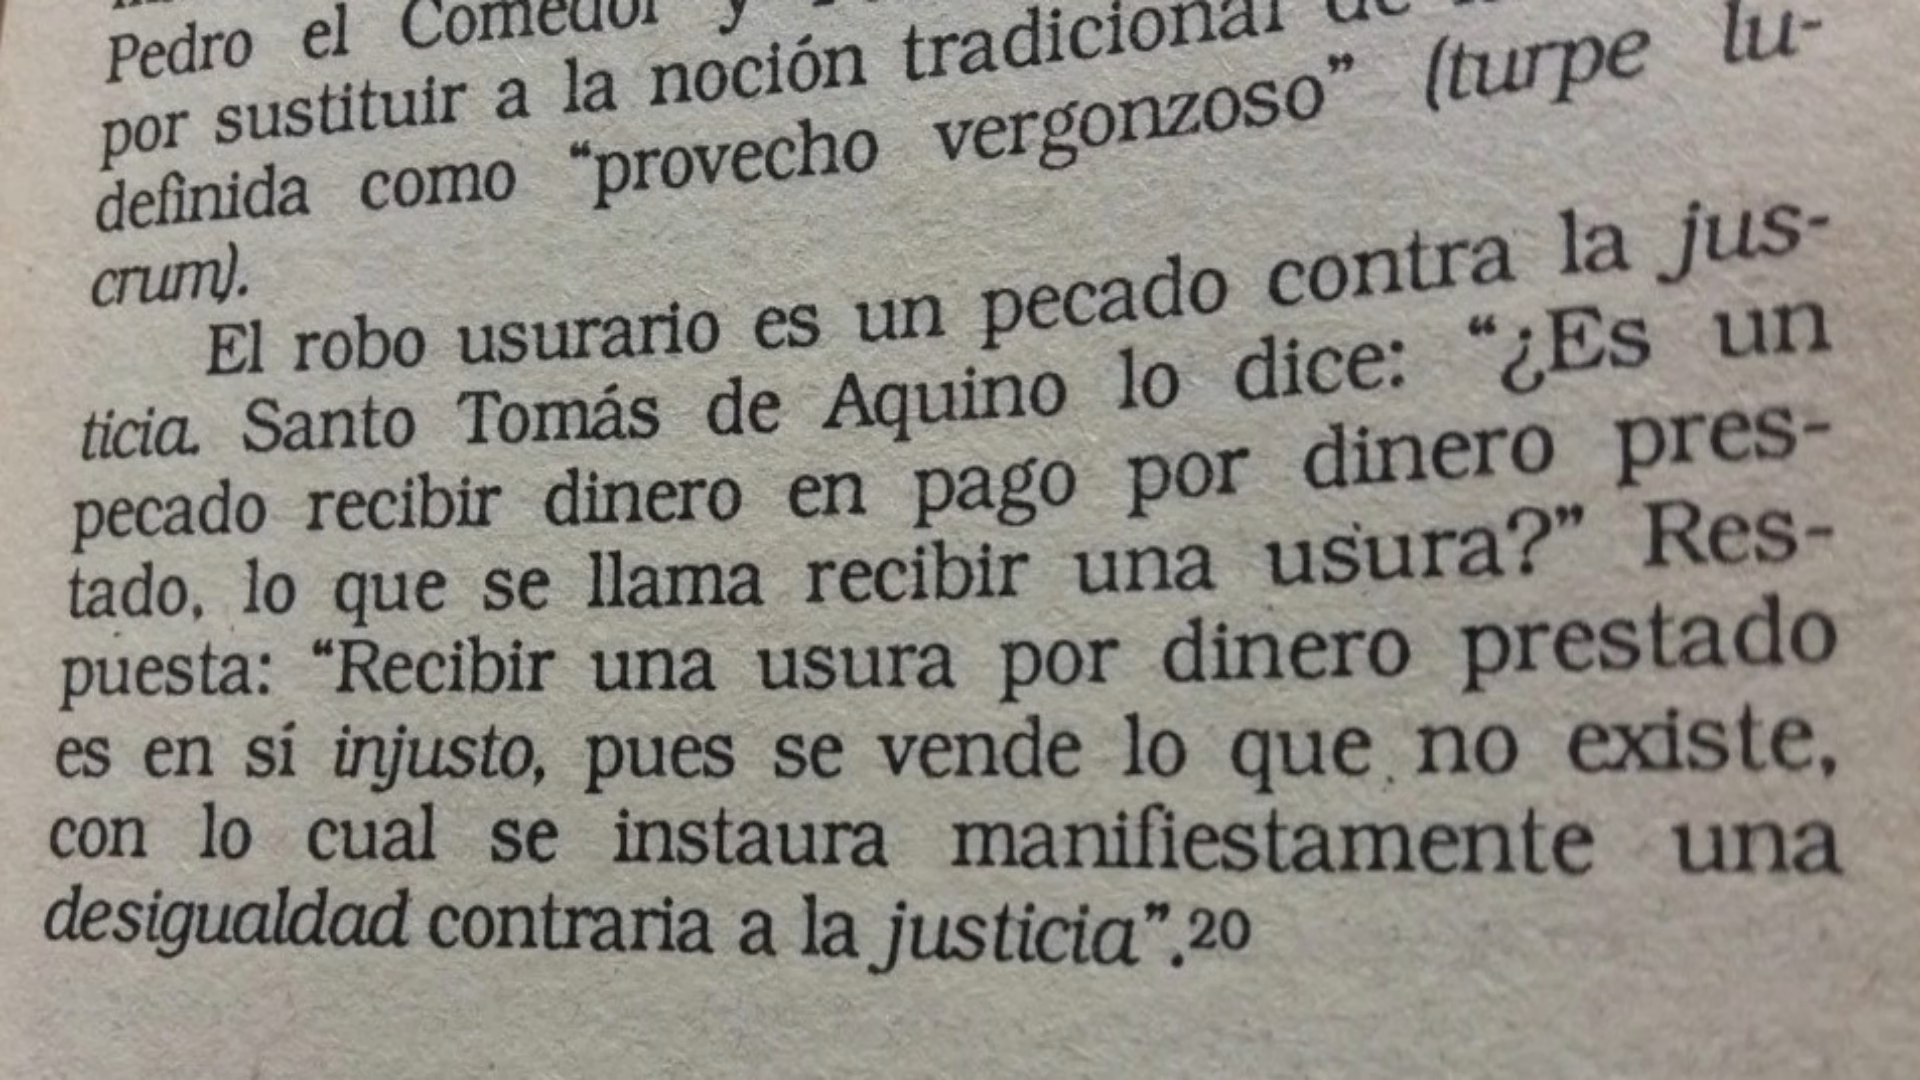 Pedro el Comedor y
por sustituir a la noción tradicional de
definida como “provecho vergonzoso” (turpe lu-
crum).
El robo usurario es un pecado contra la jus-
ticia. Santo Tomás de Aquino lo dice: “¿Es un
pecado recibir dinero en pago por dinero pres-
tado, lo que se llama recibir una usura?” Res-
puesta: “Recibir una usura por dinero prestado
es en sí injusto, pues se vende lo que no existe,
con lo cual se instaura manifiestamente una
desigualdad contraria a la justicia”.20